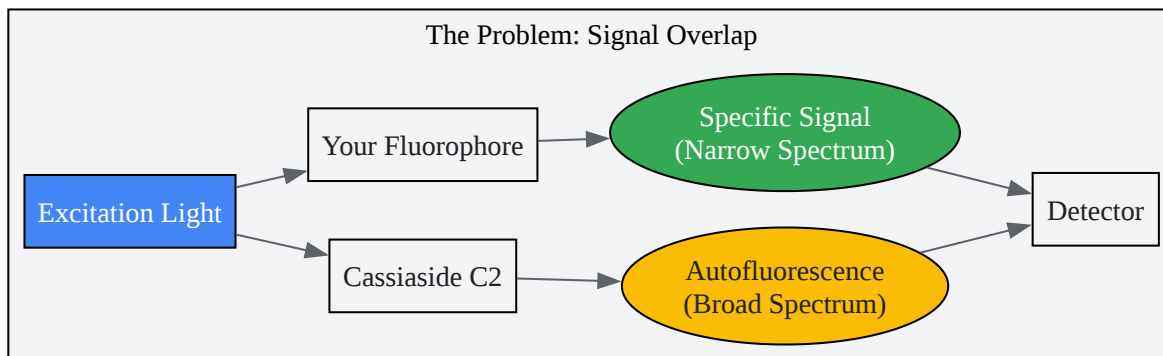 The Problem: Signal Overlap
Excitation Light
Your Fluorophore
Cassiaside C2
Specific Signal
(Narrow Spectrum)
Autofluorescence
(Broad Spectrum)
Detector